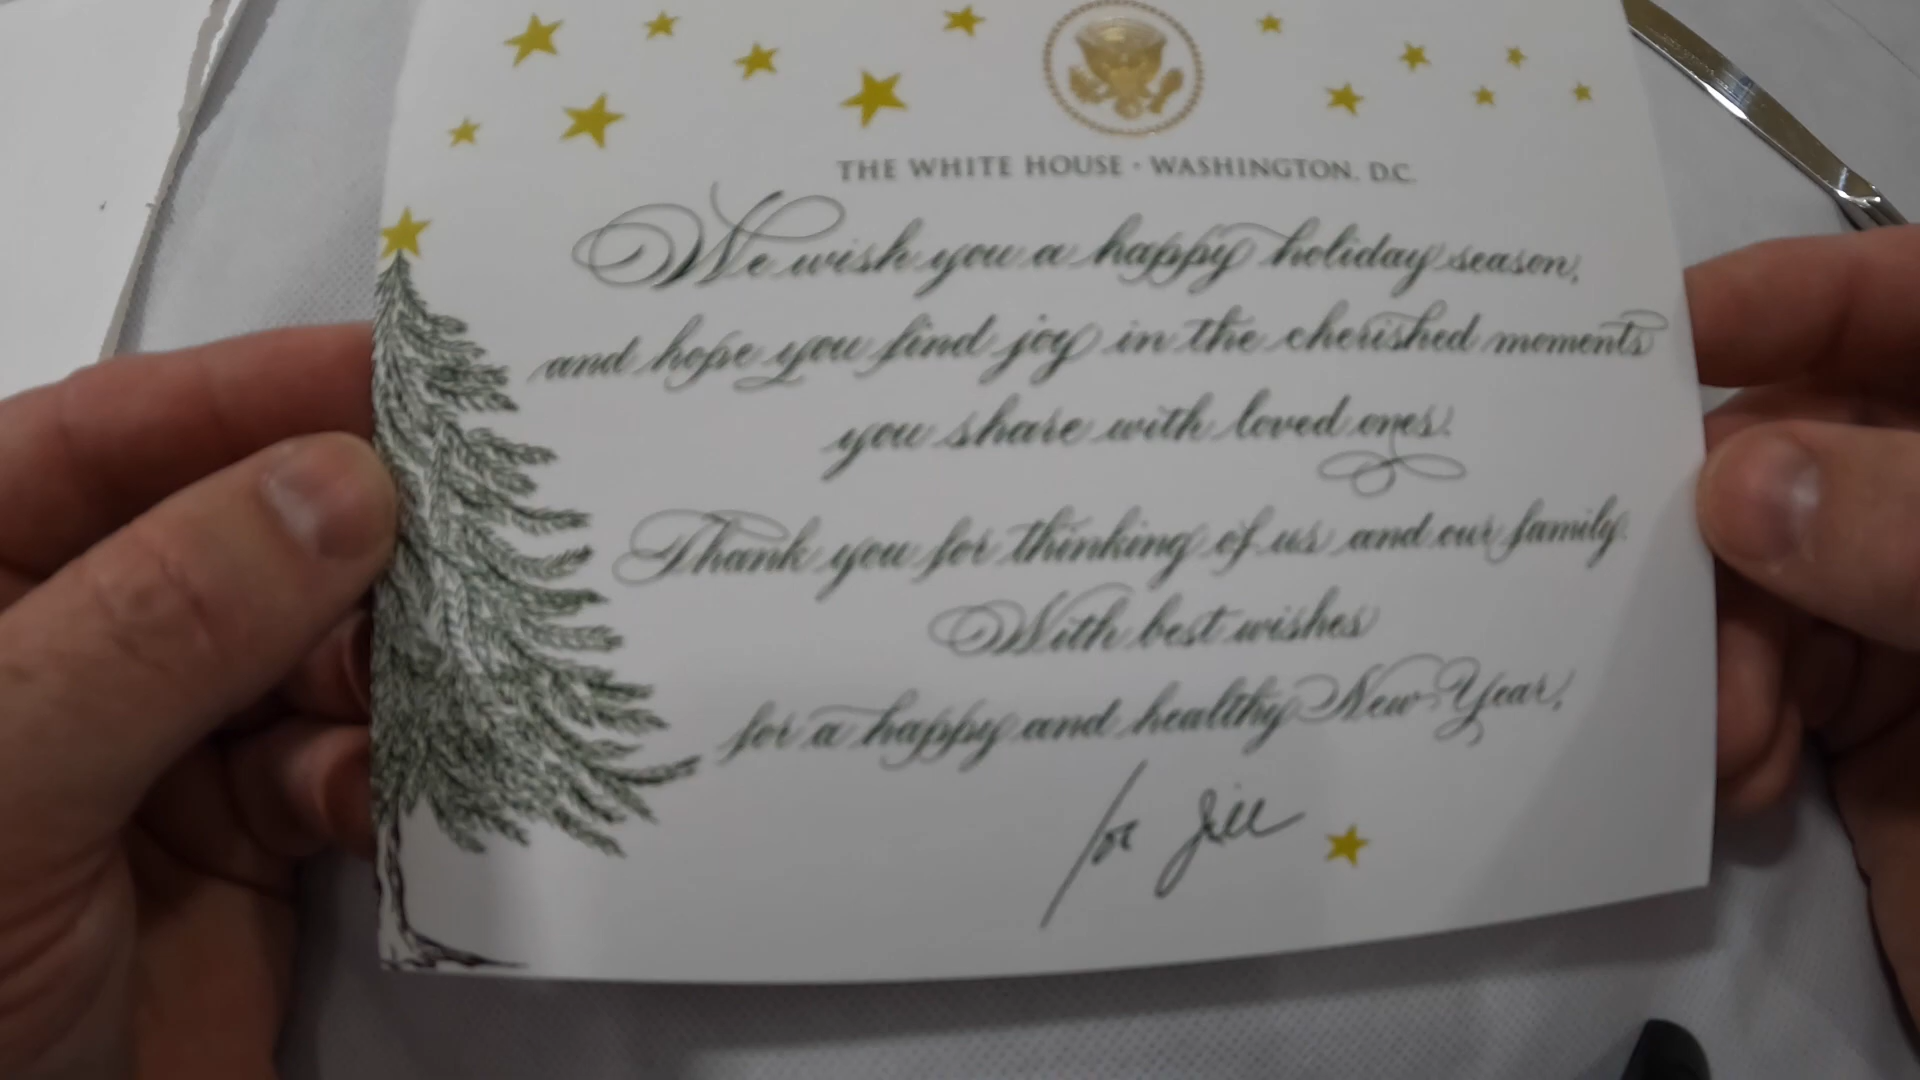 THE WHITE HOUSE · WASHINGTON, D.C.
We wish you a happy holiday season,
and hope you find joy in the cherished moments
you share with loved ones.
Thank you for thinking of us and our family.
With best wishes
for a happy and healthy New Year,
Joe Jill